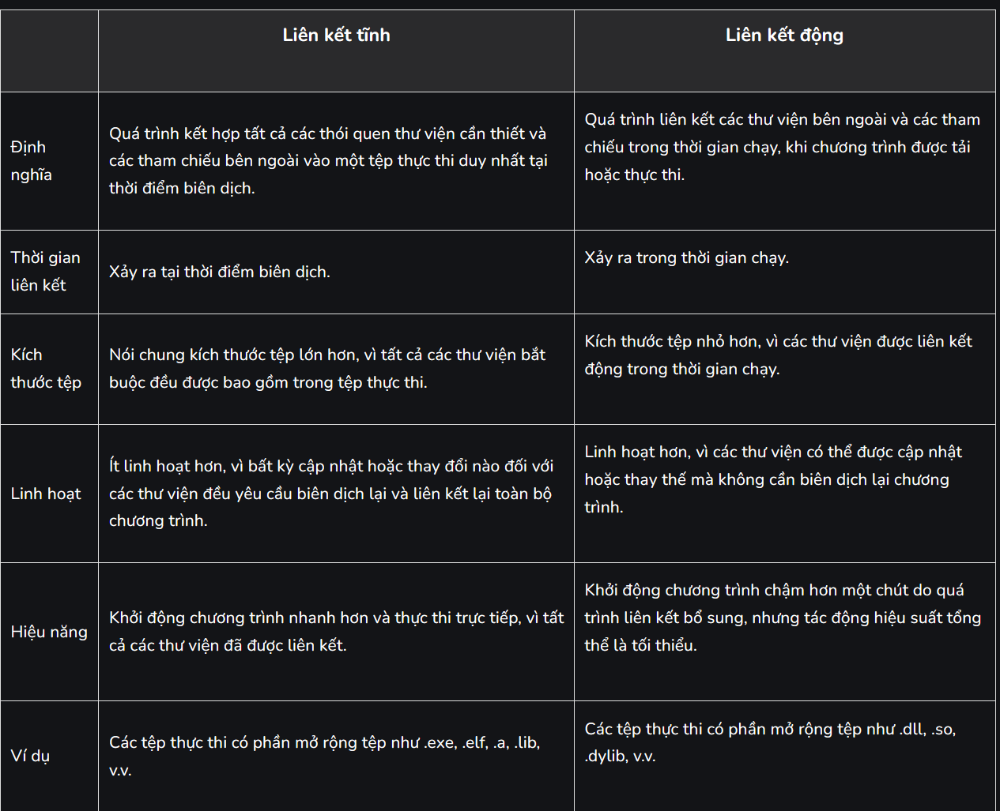 Liên kết tĩnh
Liên kết động
Định
nghĩa
Quá trình kết hợp tất cả các thói quen thư viện cần thiết và
các tham chiếu bên ngoài vào một tệp thực thi duy nhất tại
thời điểm biên dịch.
Quá trình liên kết các thư viện bên ngoài và các tham
chiếu trong thời gian chạy, khi chương trình được tải
hoặc thực thi.
Thời gian
liên kết
Xảy ra tại thời điểm biên dịch.
Xảy ra trong thời gian chạy.
Kích
thước tệp
Nói chung kích thước tệp lớn hơn, vì tất cả các thư viện bắt
buộc đều được bao gồm trong tệp thực thi.
Kích thước tệp nhỏ hơn, vì các thư viện được liên kết
động trong thời gian chạy.
Linh hoạt
Ít linh hoạt hơn, vì bất kỳ cập nhật hoặc thay đổi nào đối với
các thư viện đều yêu cầu biên dịch lại và liên kết lại toàn bộ
chương trình.
Linh hoạt hơn, vì các thư viện có thể được cập nhật
hoặc thay thế mà không cần biên dịch lại chương
trình.
Hiệu năng
Khởi động chương trình nhanh hơn và thực thi trực tiếp, vì tất
cả các thư viện đã được liên kết.
Khởi động chương trình chậm hơn một chút do quá
trình liên kết bổ sung, nhưng tác động hiệu suất tổng
thể là tối thiểu.
Ví dụ
Các tệp thực thi có phần mở rộng tệp như .exe, .elf, .a, .lib,
v.v.
Các tệp thực thi có phần mở rộng tệp như .dll, .so,
.dylib, v.v.